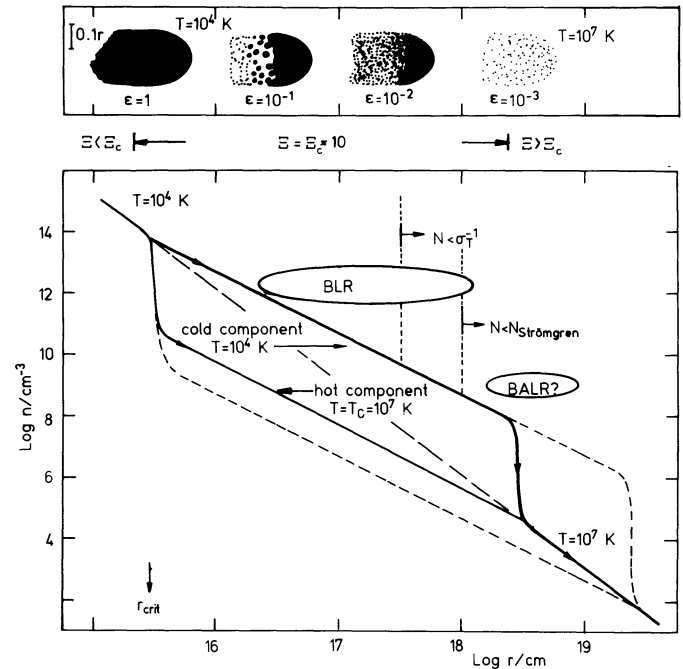 0.1r
T=10⁴ K
T=10⁷ K
ε=1
ε=10⁻¹
ε=10⁻²
ε=10⁻³
Ξ<Ξc
Ξ=Ξc≈10
Ξ>Ξc
T=10⁴ K
N<σT⁻¹
BLR
N<NStrömgren
cold component
T=10⁴ K
hot component
T=TC=10⁷ K
BALR?
T=10⁷ K
rcrit
14
12
10
8
6
4
Log n/cm⁻³
15
16
17
18
19
Log r/cm